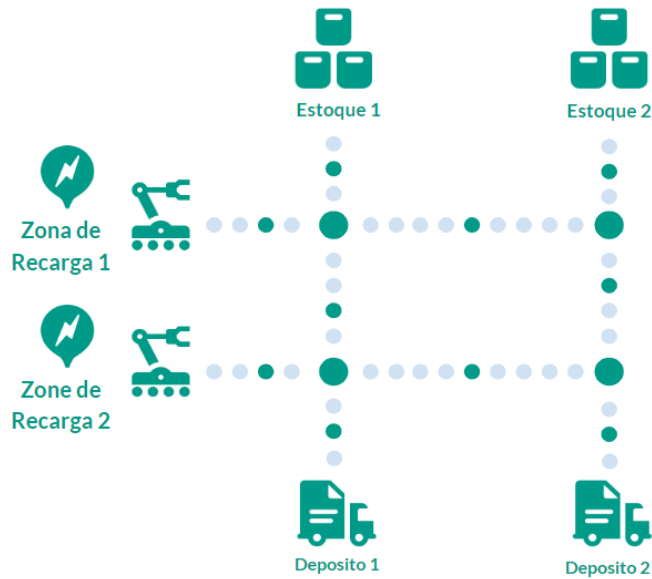 Estoque 1
Estoque 2
Zona de
Recarga 1
Zone de
Recarga 2
Deposito 1
Deposito 2